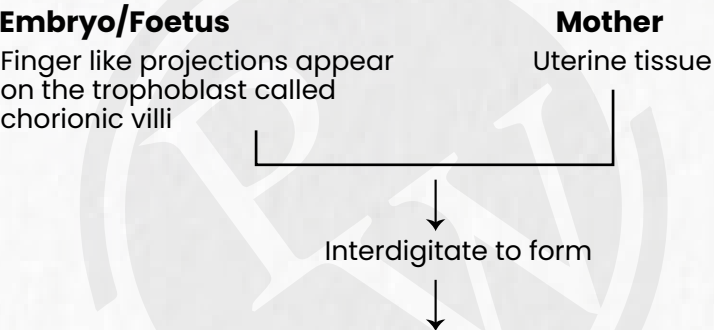 Embryo/Foetus
Mother
Finger like projections appear
on the trophoblast called
chorionic villi
Uterine tissue
Interdigitate to form